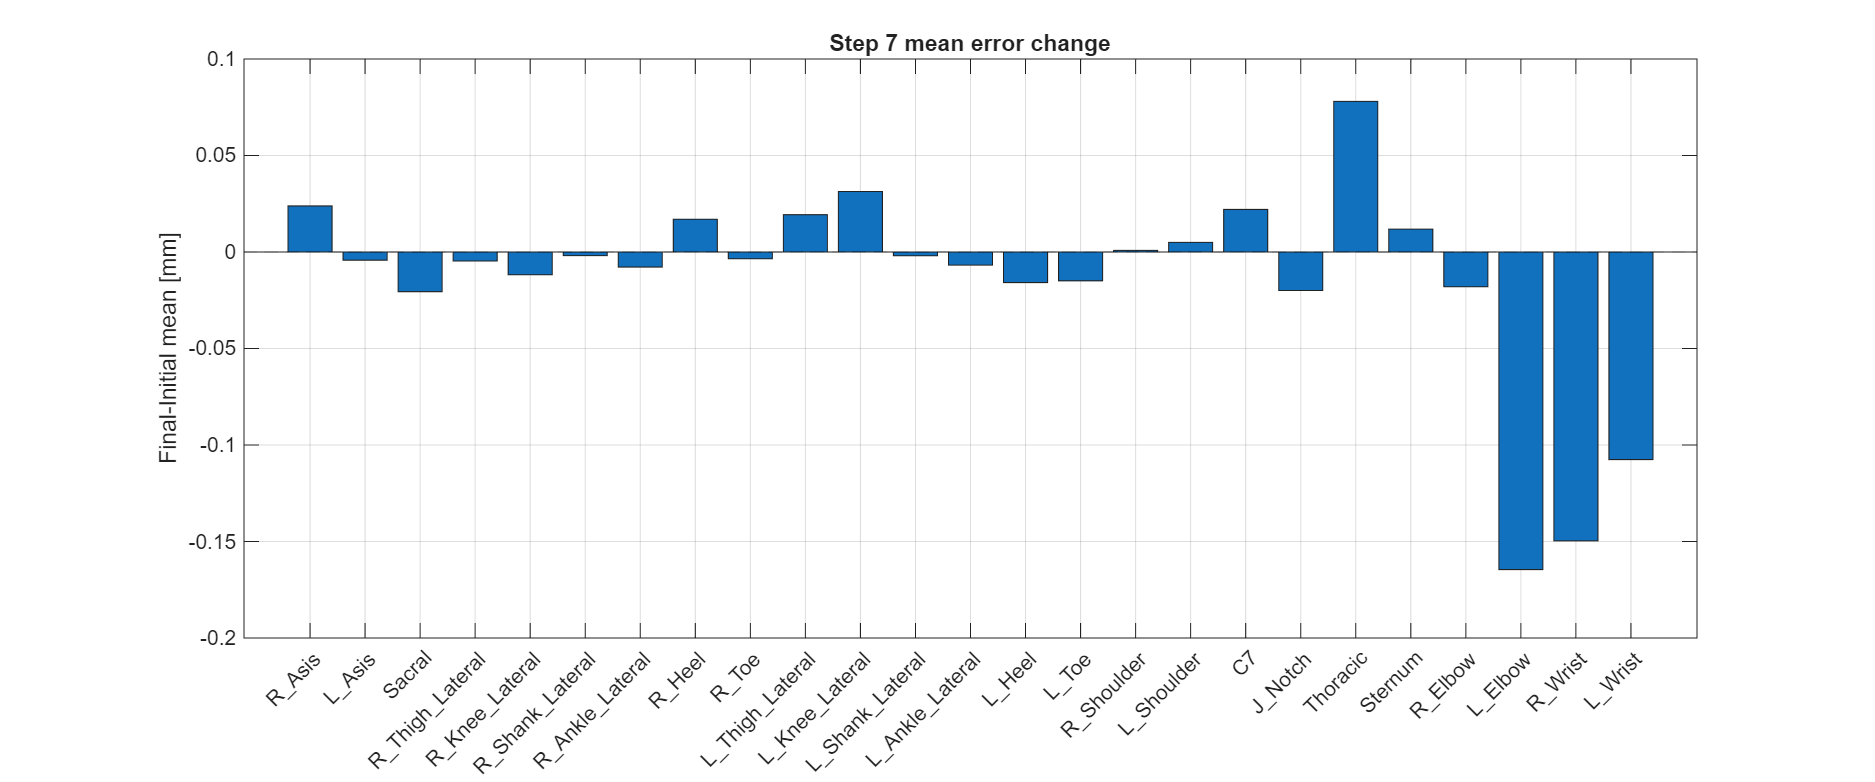 Step 7 mean error change
Final-Initial mean [mm]
0.1
0.05
0
-0.05
-0.1
-0.15
-0.2
R_Asis
L_Asis
Sacral
R_Thigh_Lateral
R_Knee_Lateral
R_Shank_Lateral
R_Ankle_Lateral
R_Heel
R_Toe
L_Thigh_Lateral
L_Knee_Lateral
L_Shank_Lateral
L_Ankle_Lateral
L_Heel
L_Toe
R_Shoulder
L_Shoulder
C7
J_Notch
Thoracic
Sternum
R_Elbow
L_Elbow
R_Wrist
L_Wrist